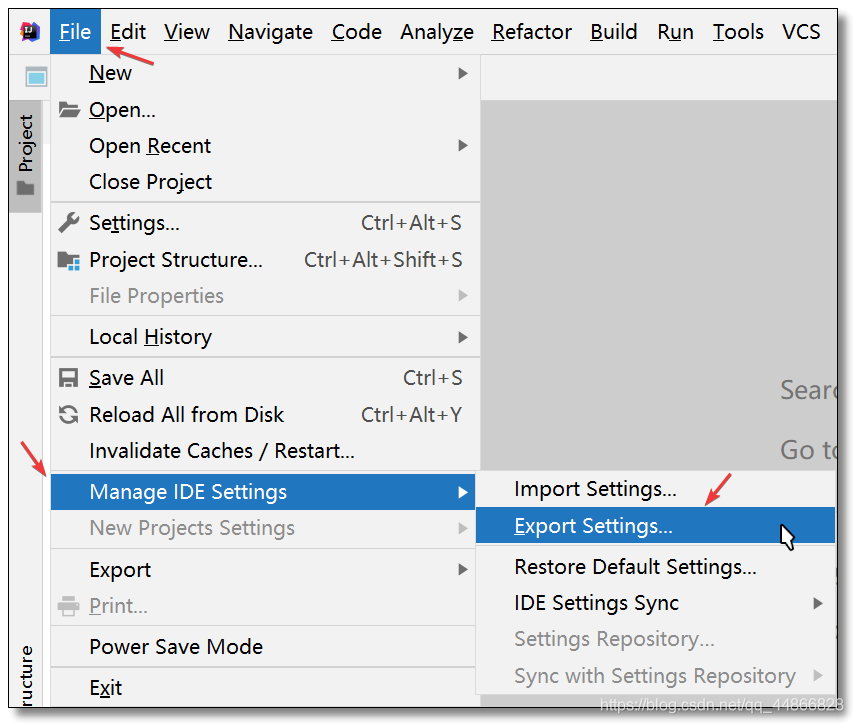 File Edit View Navigate Code Analyze Refactor Build Run Tools VCS
Project
New
Open...
Open Recent
Close Project
Settings... Ctrl+Alt+S
Project Structure... Ctrl+Alt+Shift+S
File Properties
Local History
Save All Ctrl+S
Reload All from Disk Ctrl+Alt+Y
Invalidate Caches / Restart...
Manage IDE Settings
New Projects Settings
Export
Print...
Power Save Mode
Exit
Import Settings...
Export Settings...
Restore Default Settings...
IDE Settings Sync
Settings Repository...
Sync with Settings Repository
Searc
Go to
ructure
https://blog.csdn.net/qq_44866828